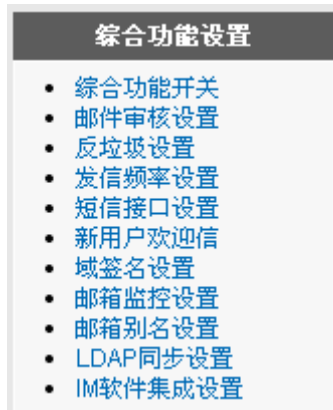 综合功能设置
综合功能开关
邮件审核设置
反垃圾设置
发信频率设置
短信接口设置
新用户欢迎信
域签名设置
邮箱监控设置
邮箱别名设置
LDAP同步设置
IM软件集成设置